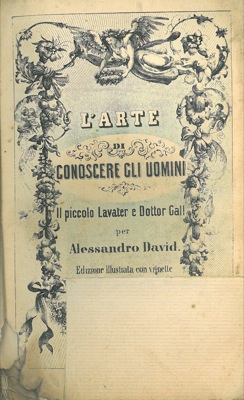 L'ARTE
DI
CONOSCERE GLI UOMINI
Il piccolo Lavater e Dottor Gall
per
Alessandro David.
Edizione illustrata con vignette